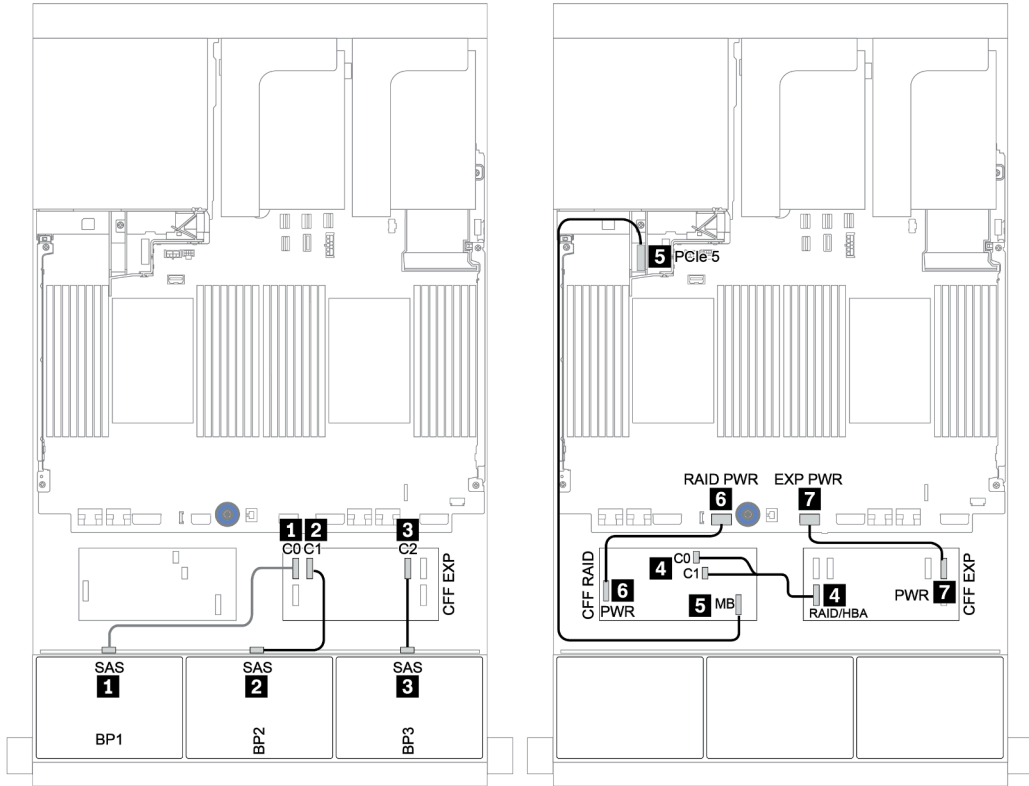 1 2 3
C0 C1 C2
CFF EXP
SAS SAS SAS
1 2 3
BP1 BP2 BP3
5 PCIe 5
RAID PWR EXP PWR
6 7
CFF RAID
4 C0
C1
6
PWR
5 MB
4
RAID/HBA
PWR 7
CFF EXP